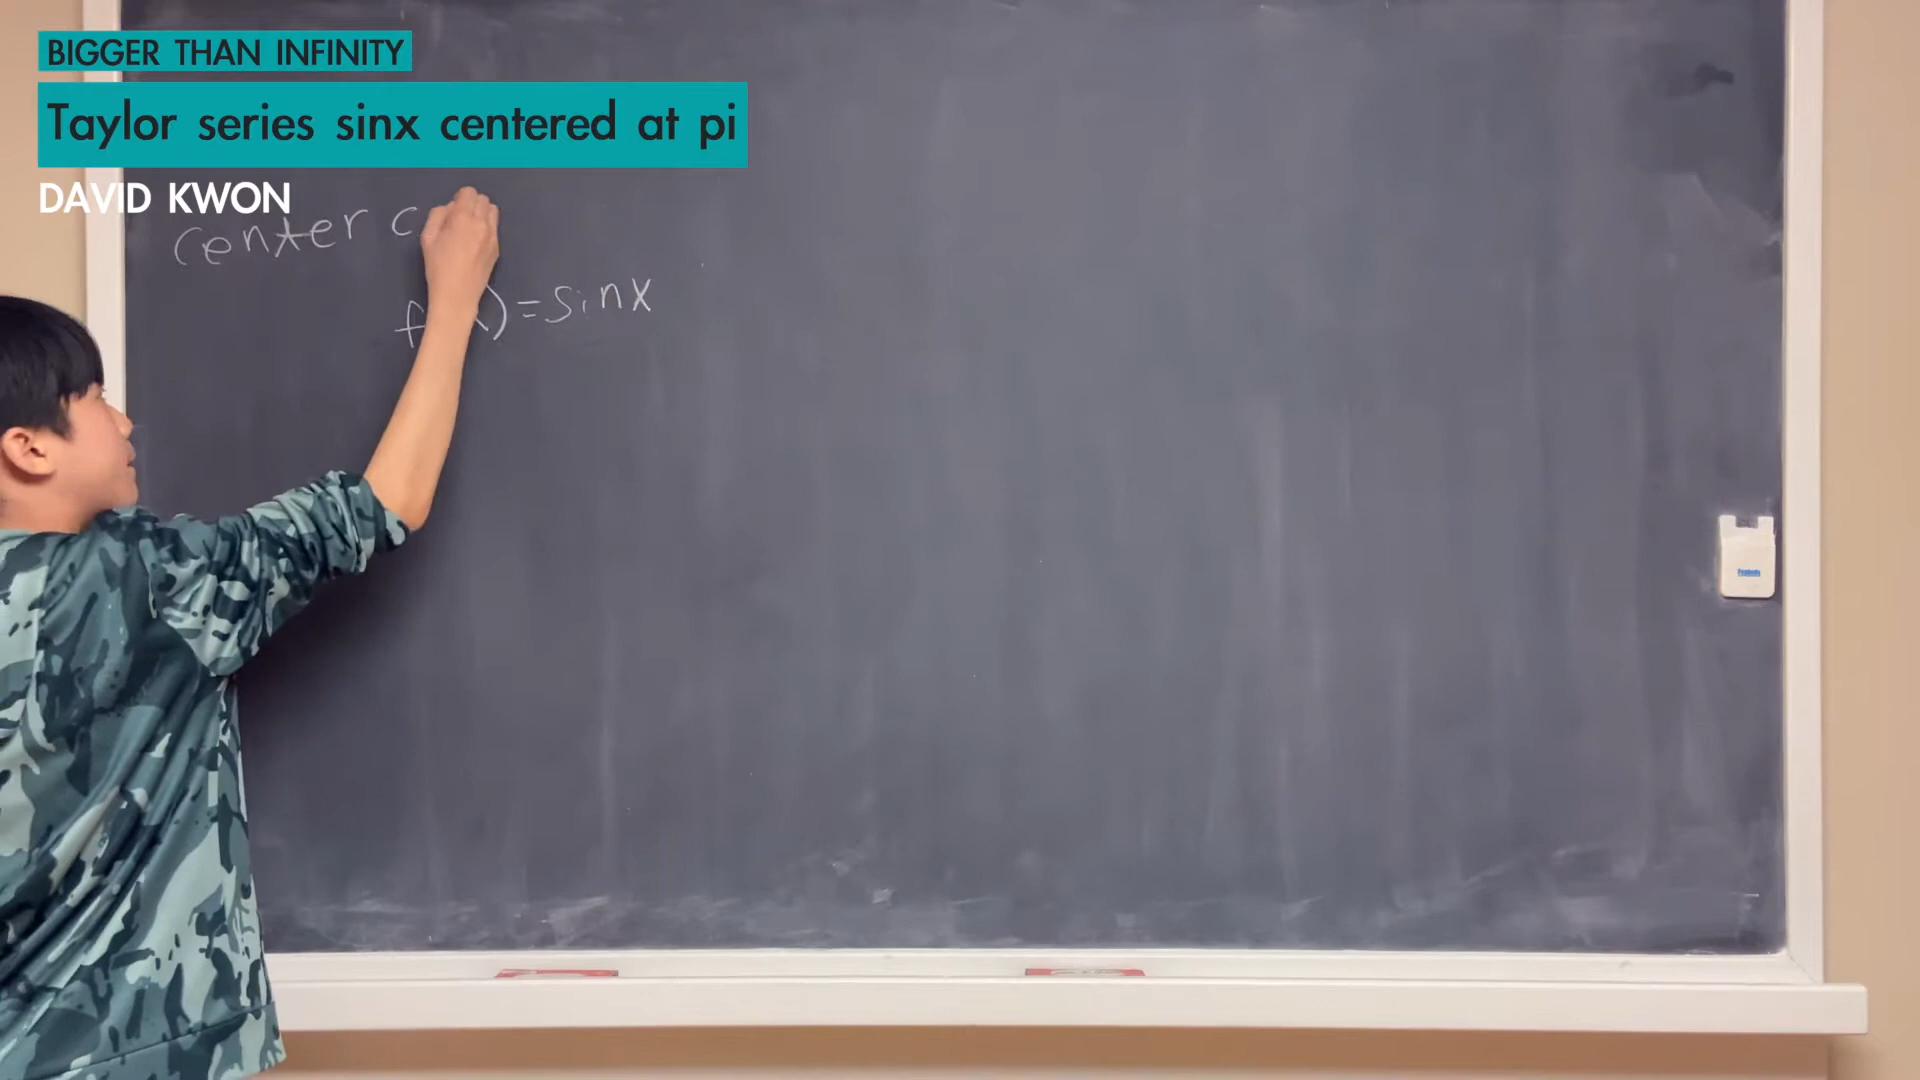 BIGGER THAN INFINITY
Taylor series sinx centered at pi
DAVID KWON
center c
=sinx